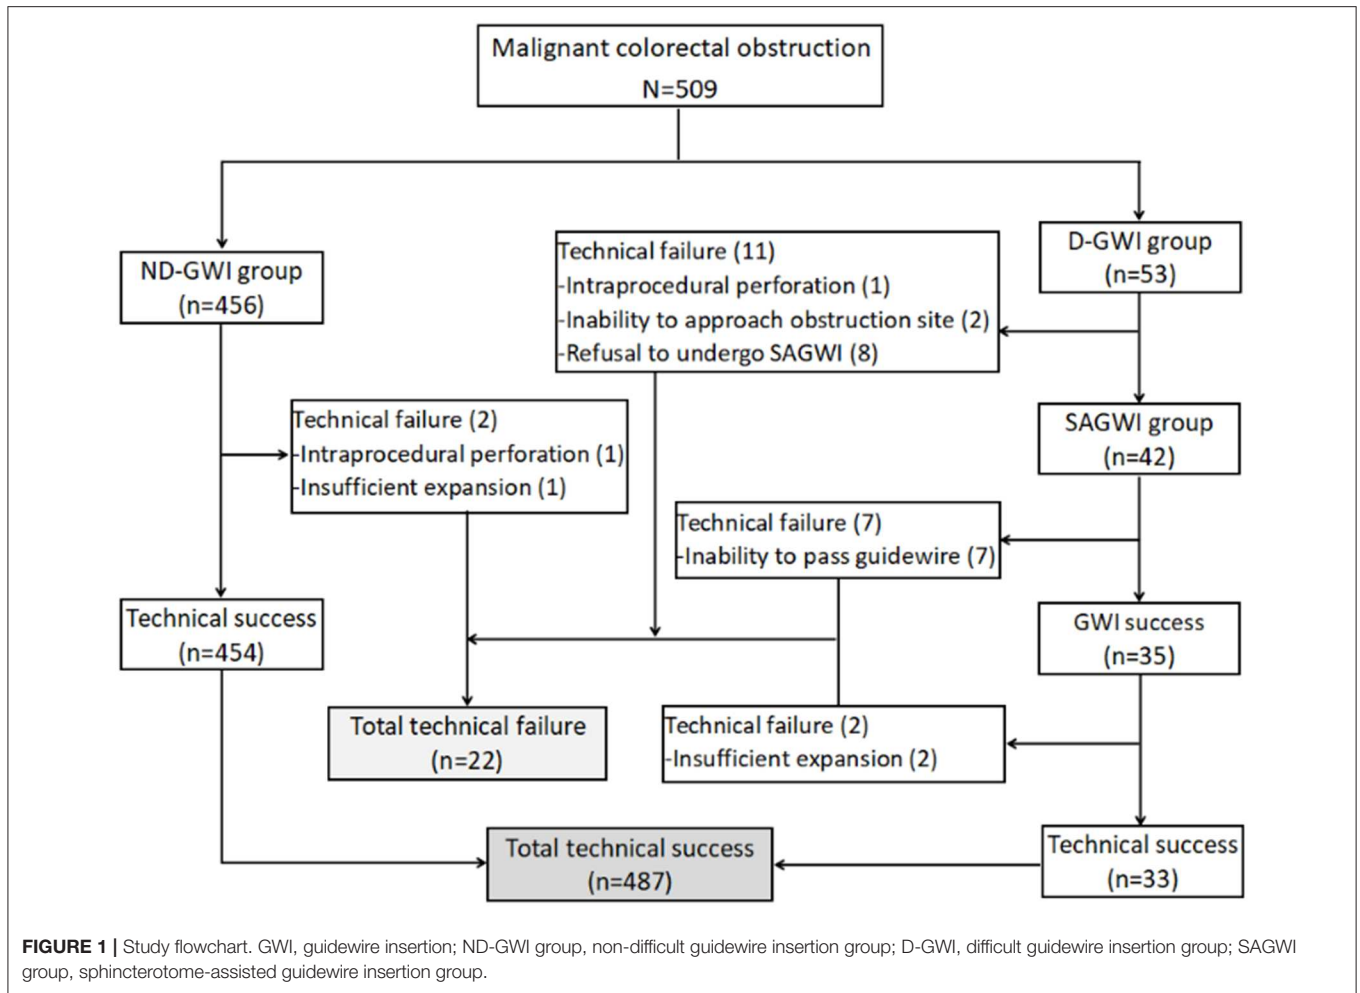 Malignant colorectal obstruction
N=509
ND-GWI group
(n=456)
D-GWI group
(n=53)
Technical failure (11)
-Intraprocedural perforation (1)
-Inability to approach obstruction site (2)
-Refusal to undergo SAGWI (8)
Technical failure (2)
-Intraprocedural perforation (1)
-Insufficient expansion (1)
SAGWI group
(n=42)
Technical failure (7)
-Inability to pass guidewire (7)
Technical success
(n=454)
GWI success
(n=35)
Total technical failure
(n=22)
Technical failure (2)
-Insufficient expansion (2)
Total technical success
(n=487)
Technical success
(n=33)
FIGURE 1 | Study flowchart. GWI, guidewire insertion; ND-GWI group, non-difficult guidewire insertion group; D-GWI, difficult guidewire insertion group; SAGWI
group, sphincterotome-assisted guidewire insertion group.